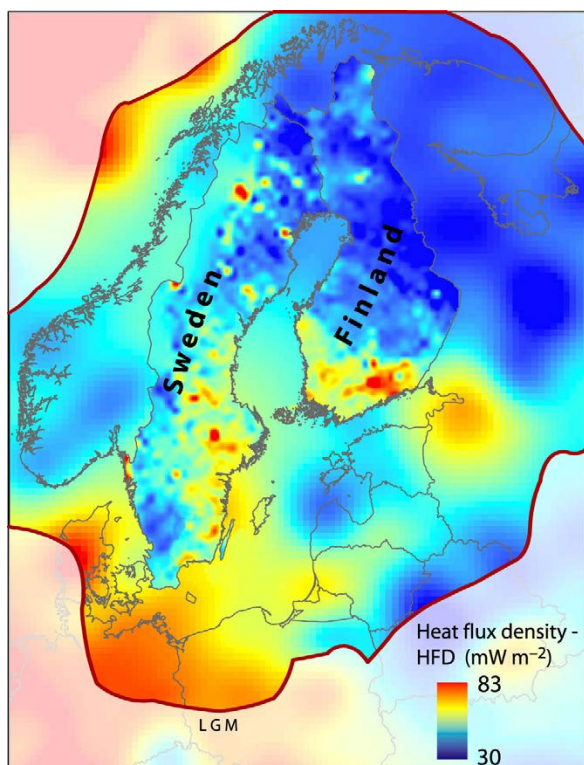 Sweden
Finland
Heat flux density -
HFD (mW m⁻²)
83
30
LGM